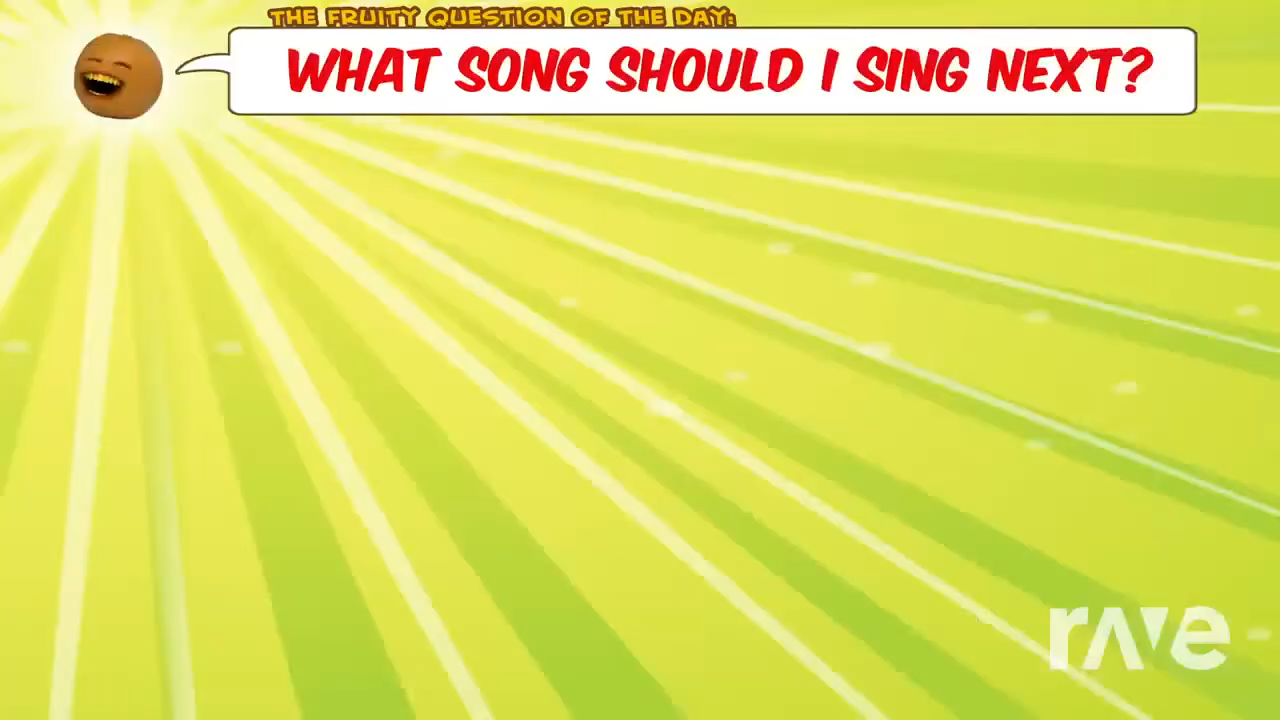 THE FRUITY QUESTION OF THE DAY:
WHAT SONG SHOULD I SING NEXT?
rave